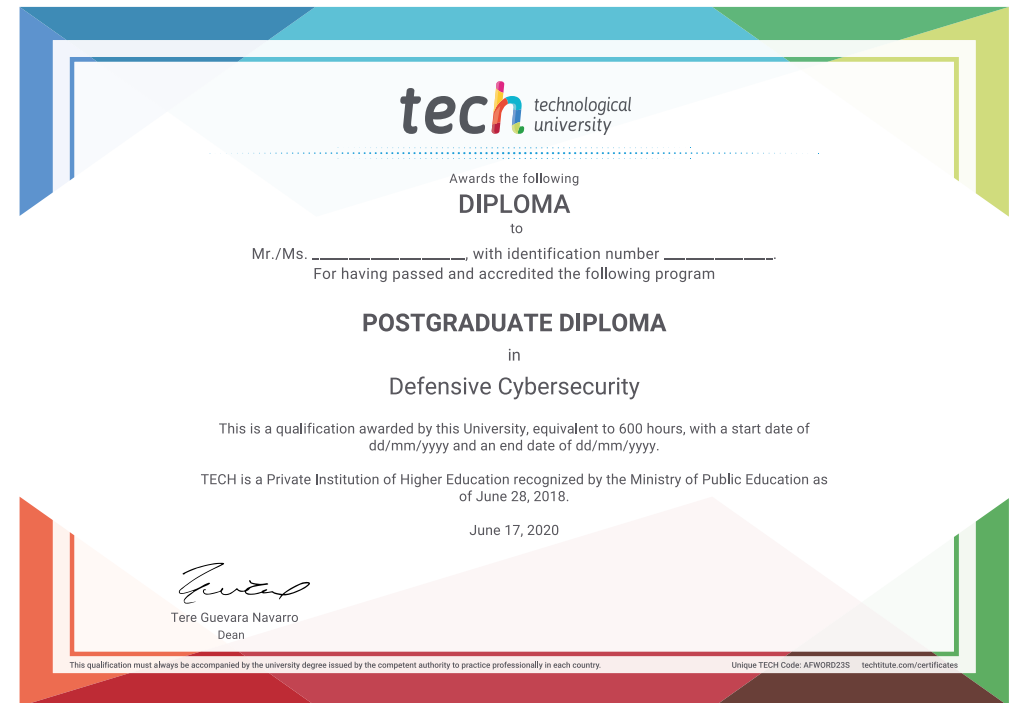 tech technological
university
Awards the following
DIPLOMA
to
Mr./Ms. ____________________, with identification number ______________.
For having passed and accredited the following program
POSTGRADUATE DIPLOMA
in
Defensive Cybersecurity
This is a qualification awarded by this University, equivalent to 600 hours, with a start date of
dd/mm/yyyy and an end date of dd/mm/yyyy.
TECH is a Private Institution of Higher Education recognized by the Ministry of Public Education as
of June 28, 2018.
June 17, 2020
Tere Guevara Navarro
Dean
This qualification must always be accompanied by the university degree issued by the competent authority to practice professionally in each country.
Unique TECH Code: AFWORD23S techtitute.com/certificates